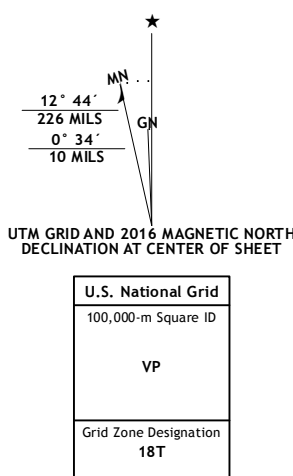 MN
12° 44´
226 MILS
GN
0° 34´
10 MILS
UTM GRID AND 2016 MAGNETIC NORTH
DECLINATION AT CENTER OF SHEET
U.S. National Grid
100,000-m Square ID
VP
Grid Zone Designation
18T